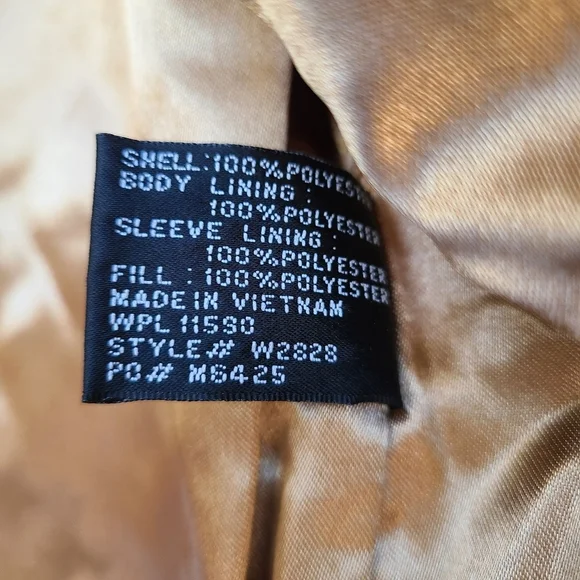 SHELL:100%POLYESTER
BODY LINING:
100%POLYESTER
SLEEVE LINING:
100%POLYESTER
FILL:100%POLYESTER
MADE IN VIETNAM
WPL 11590
STYLE# W2828
PO# M6425